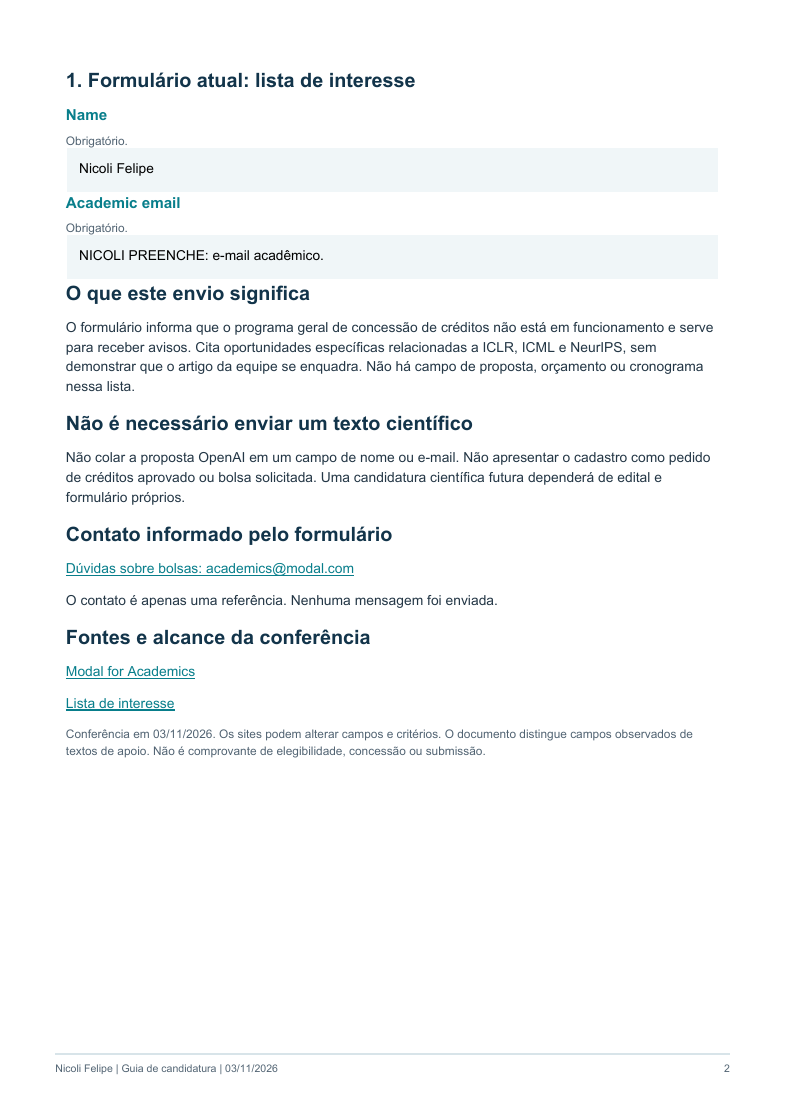 1. Formulário atual: lista de interesse
Name
Obrigatório.
Nicoli Felipe
Academic email
Obrigatório.
NICOLI PREENCHE: e-mail acadêmico.
O que este envio significa
O formulário informa que o programa geral de concessão de créditos não está em funcionamento e serve
para receber avisos. Cita oportunidades específicas relacionadas a ICLR, ICML e NeurIPS, sem
demonstrar que o artigo da equipe se enquadra. Não há campo de proposta, orçamento ou cronograma
nessa lista.
Não é necessário enviar um texto científico
Não colar a proposta OpenAI em um campo de nome ou e-mail. Não apresentar o cadastro como pedido
de créditos aprovado ou bolsa solicitada. Uma candidatura científica futura dependerá de edital e
formulário próprios.
Contato informado pelo formulário
Dúvidas sobre bolsas: academics@modal.com
O contato é apenas uma referência. Nenhuma mensagem foi enviada.
Fontes e alcance da conferência
Modal for Academics
Lista de interesse
Conferência em 03/11/2026. Os sites podem alterar campos e critérios. O documento distingue campos observados de
textos de apoio. Não é comprovante de elegibilidade, concessão ou submissão.
Nicoli Felipe | Guia de candidatura | 03/11/2026
2